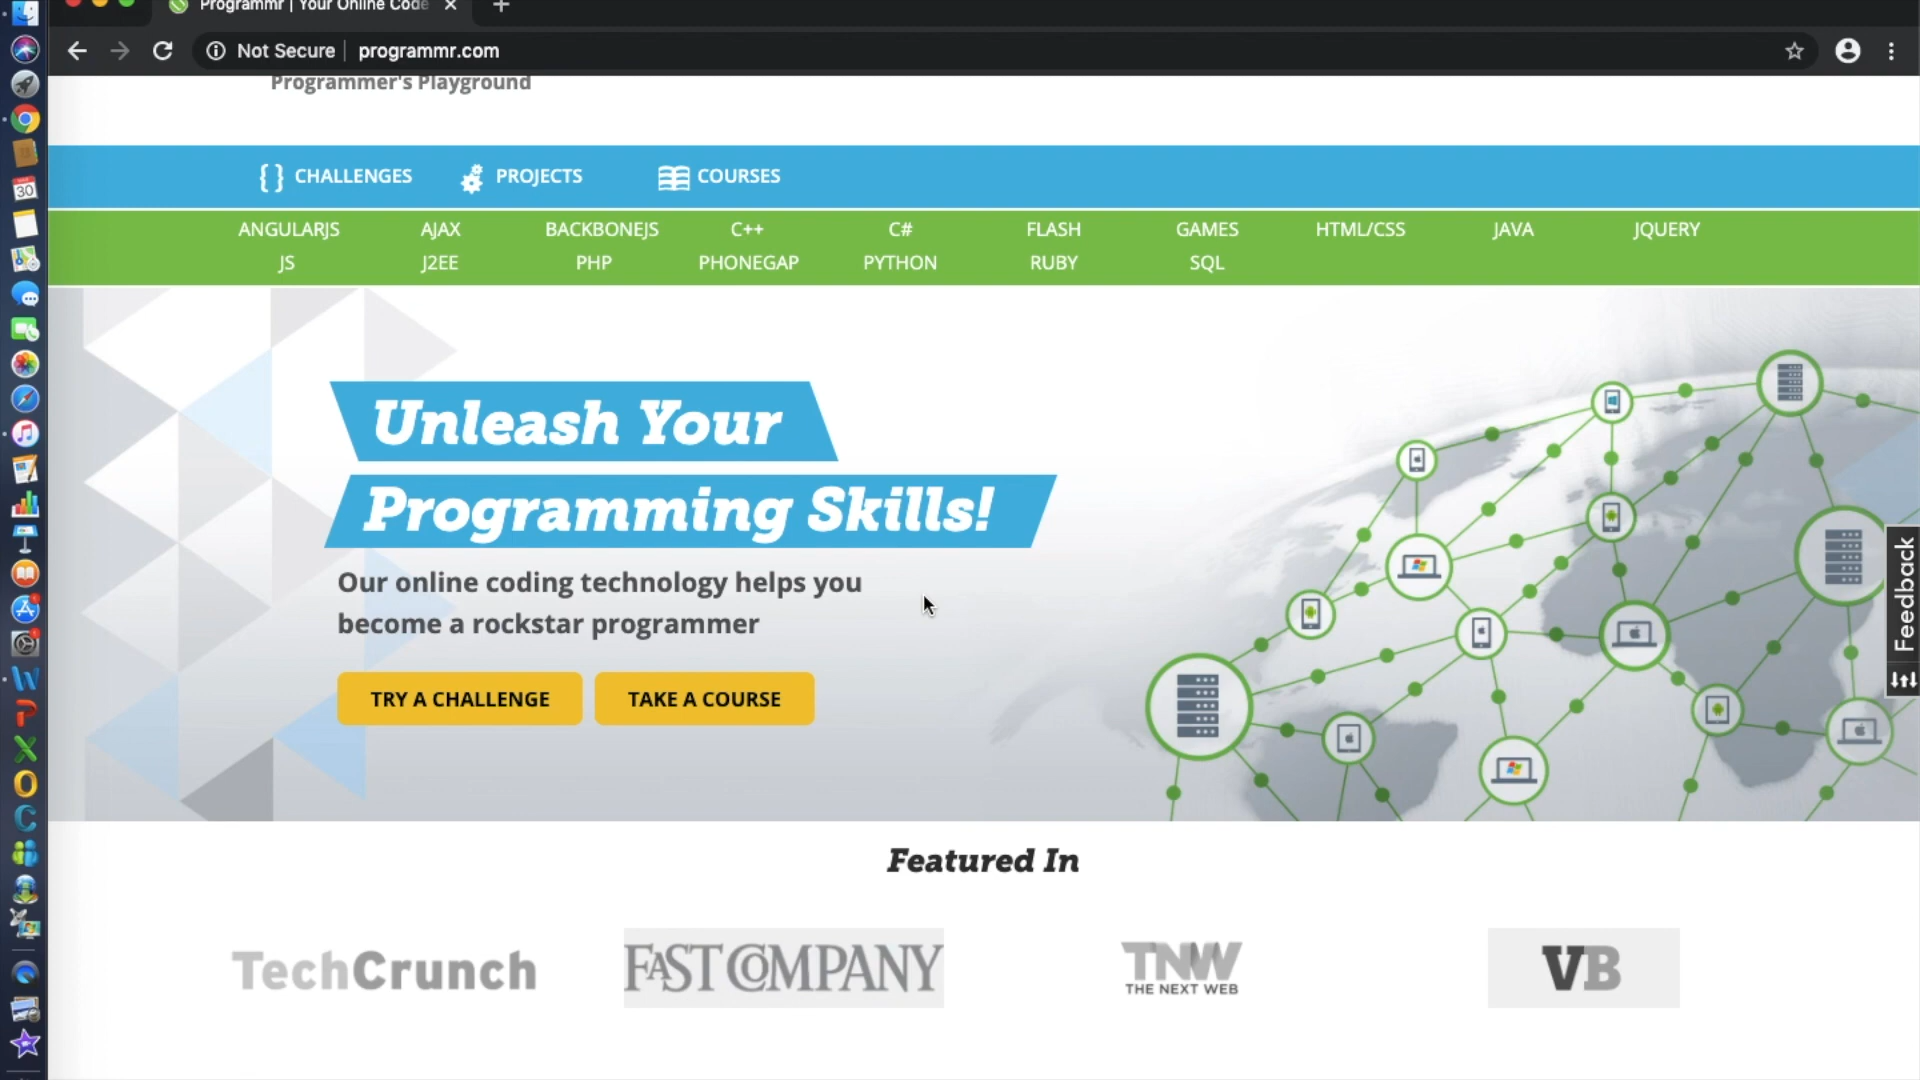 Programmr | Your Online Code
Not Secure
programmr.com
Programmer's Playground
{ } CHALLENGES
PROJECTS
COURSES
ANGULARJS AJAX BACKBONEJS C++ C# FLASH GAMES HTML/CSS JAVA JQUERY
JS J2EE PHP PHONEGAP PYTHON RUBY SQL
Unleash Your
Programming Skills!
Our online coding technology helps you
become a rockstar programmer
TRY A CHALLENGE
TAKE A COURSE
Feedback
Featured In
TechCrunch
FAST COMPANY
TNW
THE NEXT WEB
VB
30